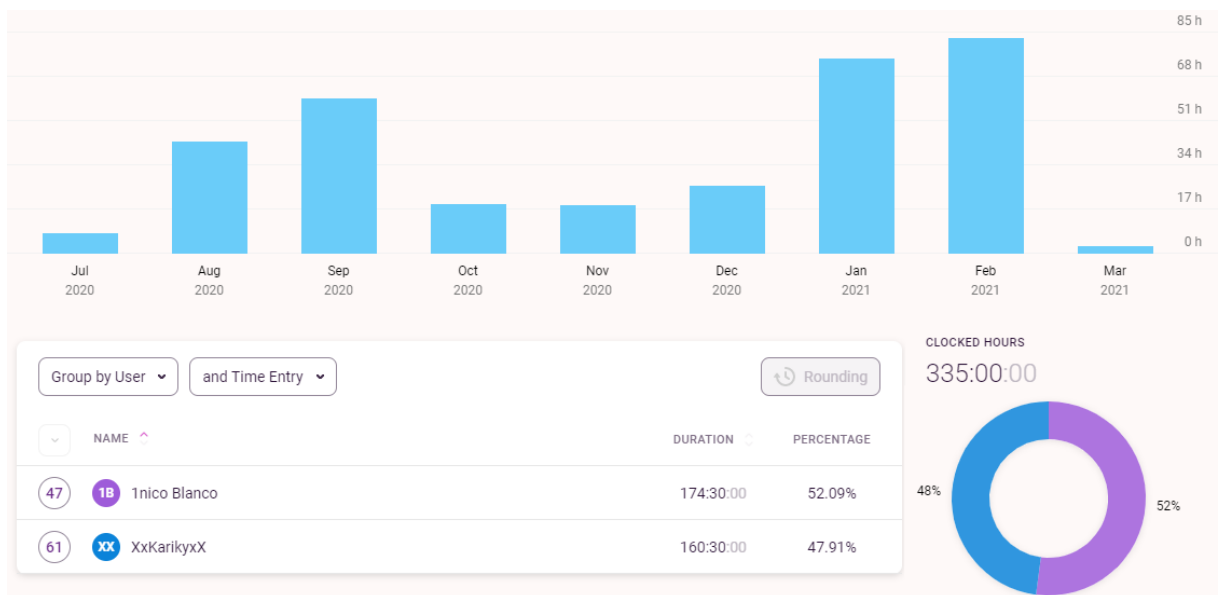 85 h
68 h
51 h
34 h
17 h
0 h
Jul Aug Sep Oct Nov Dec Jan Feb Mar
2020 2020 2020 2020 2020 2020 2021 2021 2021
Group by User and Time Entry Rounding
NAME DURATION PERCENTAGE
47 1B 1nico Blanco 174:30:00 52.09%
61 XX XxKarikyxX 160:30:00 47.91%
CLOCKED HOURS
335:00:00
48%
52%